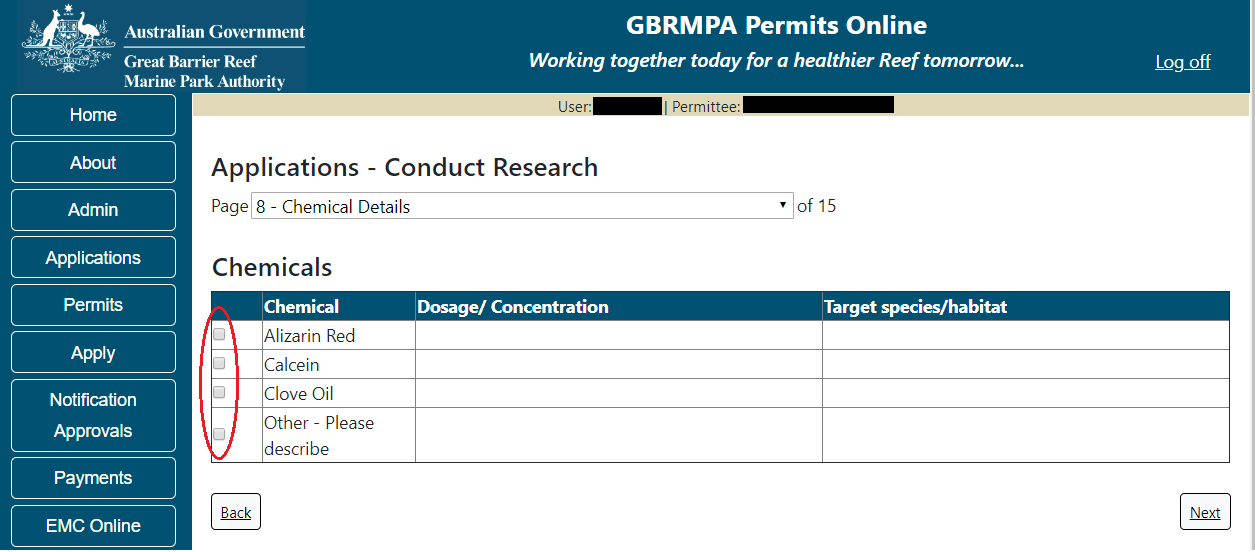 Australian Government
Great Barrier Reef
Marine Park Authority
GBRMPA Permits Online
Working together today for a healthier Reef tomorrow...
Log off
User: | Permittee:
Home
About
Admin
Applications
Permits
Apply
Notification
Approvals
Payments
EMC Online
Applications - Conduct Research
Page 8 - Chemical Details of 15
Chemicals
Chemical Dosage/ Concentration Target species/habitat
Alizarin Red
Calcein
Clove Oil
Other - Please
describe
Back Next